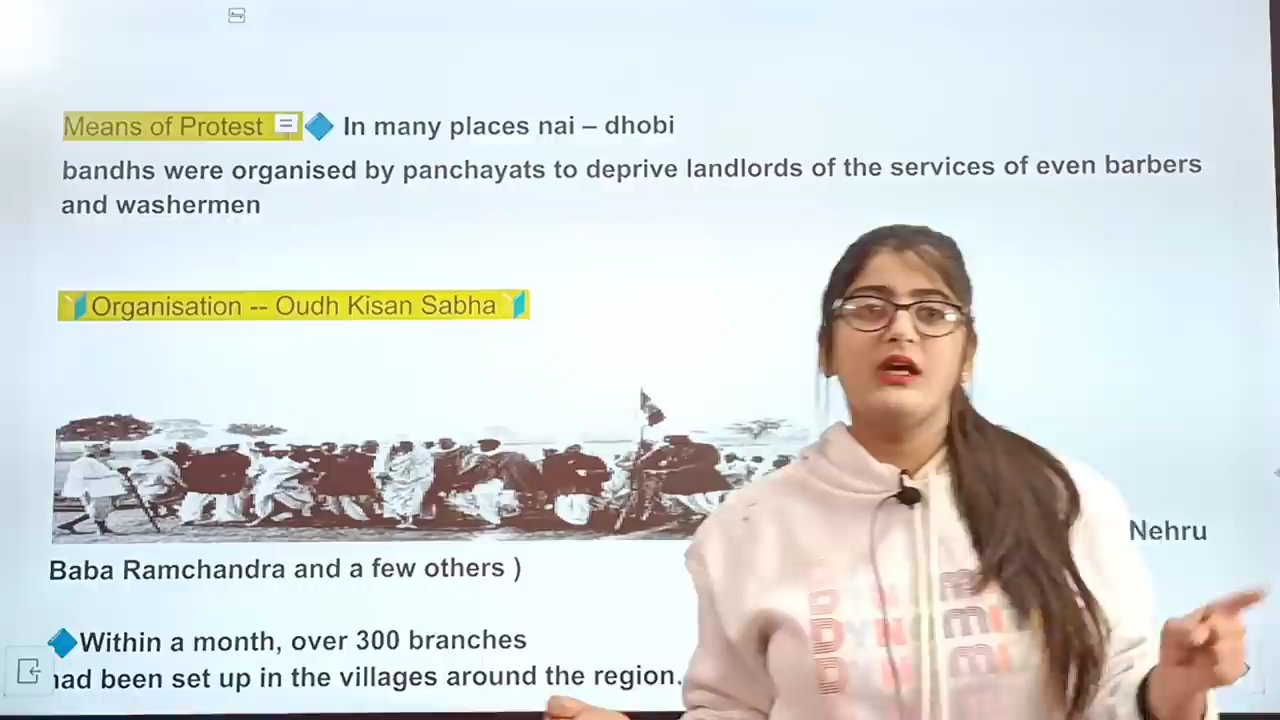 Means of Protest In many places nai – dhobi
bandhs were organised by panchayats to deprive landlords of the services of even barbers
and washermen
Organisation -- Oudh Kisan Sabha
Nehru
Baba Ramchandra and a few others )
Within a month, over 300 branches
had been set up in the villages around the region.